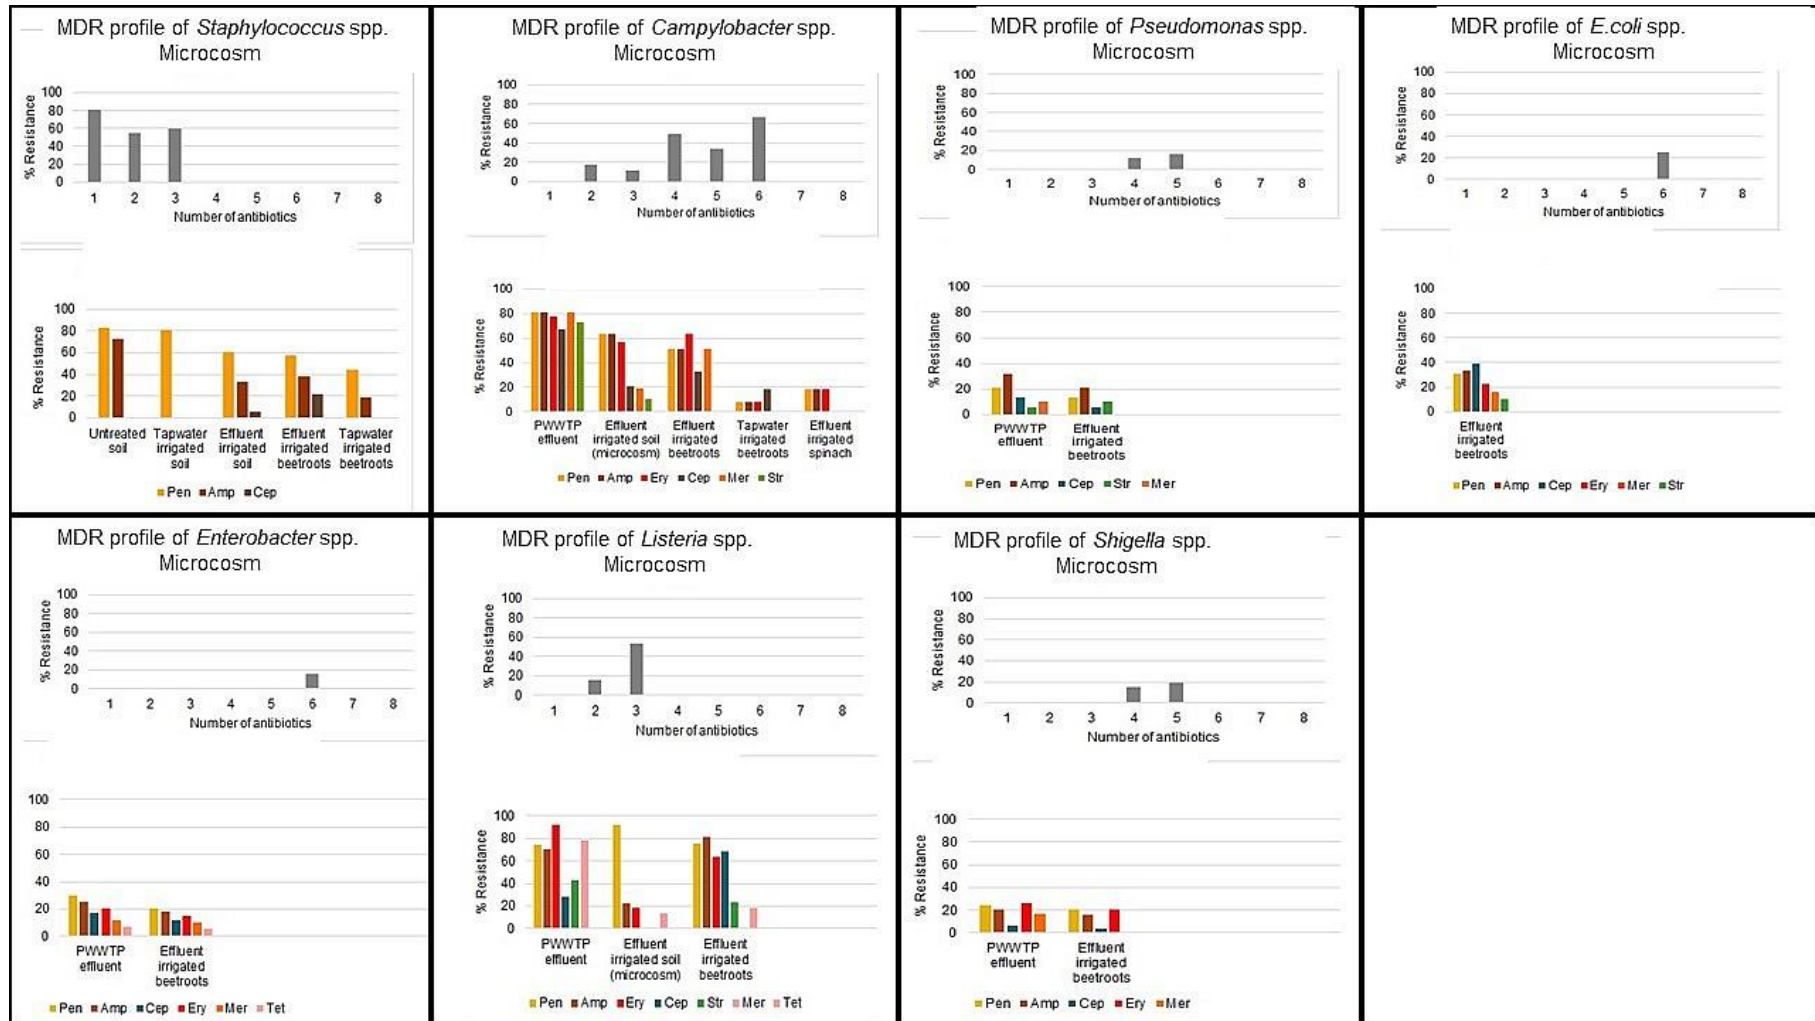 MDR profile of Staphylococcus spp.
Microcosm
% Resistance
100
80
60
40
20
0
1 2 3 4 5 6 7 8
Number of antibiotics
% Resistance
100
80
60
40
20
0
Untreated soil
Tapwater irrigated soil
Effluent irrigated soil
Effluent irrigated beetroots
Tapwater irrigated beetroots
Pen Amp Cep
MDR profile of Campylobacter spp.
Microcosm
% Resistance
100
80
60
40
20
0
1 2 3 4 5 6 7 8
Number of antibiotics
% Resistance
100
80
60
40
20
0
PWWTP effluent
Effluent irrigated soil (microcosm)
Effluent irrigated beetroots
Tapwater irrigated beetroots
Effluent irrigated spinach
Pen Amp Ery Cep Mer Str
MDR profile of Pseudomonas spp.
Microcosm
% Resistance
100
80
60
40
20
0
1 2 3 4 5 6 7 8
Number of antibiotics
% Resistance
100
80
60
40
20
0
PWWTP effluent
Effluent irrigated beetroots
Pen Amp Cep Str Mer
MDR profile of E.coli spp.
Microcosm
% Resistance
100
80
60
40
20
0
1 2 3 4 5 6 7 8
Number of antibiotics
% Resistance
100
80
60
40
20
0
Effluent irrigated beetroots
Pen Amp Cep Ery Mer Str
MDR profile of Enterobacter spp.
Microcosm
% Resistance
100
80
60
40
20
0
1 2 3 4 5 6 7 8
Number of antibiotics
% Resistance
100
80
60
40
20
0
PWWTP effluent
Effluent irrigated beetroots
Pen Amp Cep Ery Mer Tet
MDR profile of Listeria spp.
Microcosm
% Resistance
100
80
60
40
20
0
1 2 3 4 5 6 7 8
Number of antibiotics
% Resistance
100
80
60
40
20
0
PWWTP effluent
Effluent irrigated soil (microcosm)
Effluent irrigated beetroots
Pen Amp Ery Cep Str Mer Tet
MDR profile of Shigella spp.
Microcosm
% Resistance
100
80
60
40
20
0
1 2 3 4 5 6 7 8
Number of antibiotics
% Resistance
100
80
60
40
20
0
PWWTP effluent
Effluent irrigated beetroots
Pen Amp Cep Ery Mer